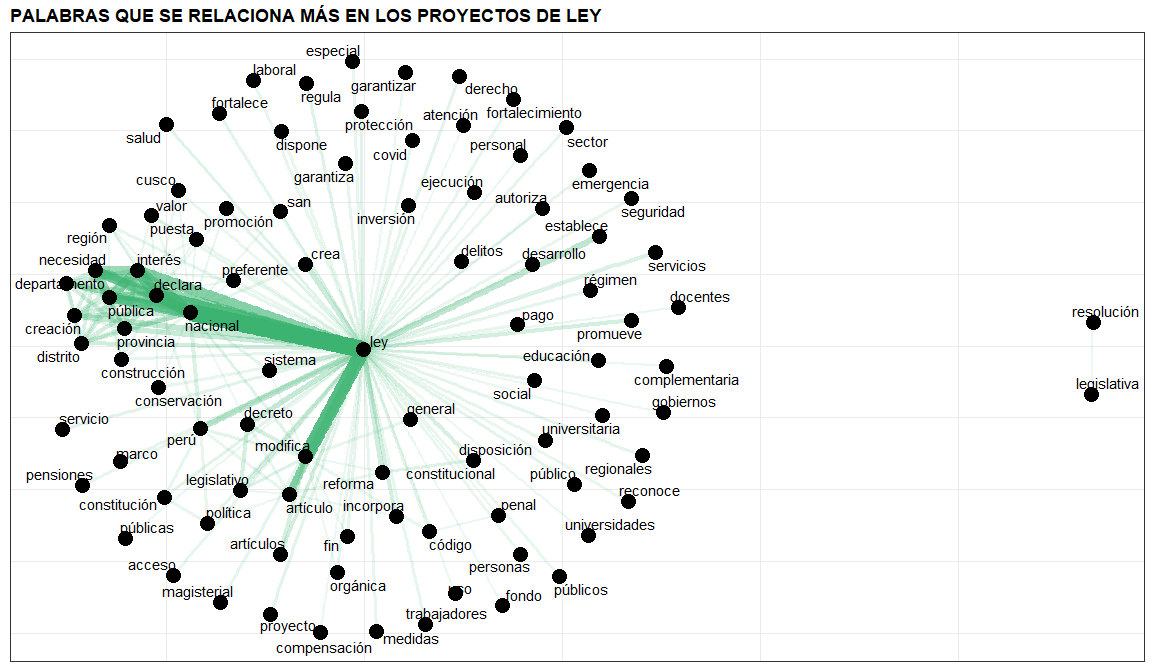 PALABRAS QUE SE RELACIONA MÁS EN LOS PROYECTOS DE LEY
especial
laboral
garantizar
derecho
regula
fortalece
fortalecimiento
atención
protección
salud
dispone
personal
sector
covid
garantiza
cusco
ejecución
emergencia
autoriza
san
valor
promoción
inversión
seguridad
puesta
establece
región
crea
delitos
desarrollo
necesidad
interés
preferente
servicios
departamento
declara
régimen
docentes
pública
resolución
creación
nacional
pago
promueve
provincia
ley
distrito
sistema
educación
construcción
complementaria
legislativa
conservación
social
gobiernos
servicio
decreto
general
universitaria
perú
modifica
disposición
marco
constitucional
público
regionales
pensiones
legislativo
reforma
reconoce
constitución
artículo
incorpora
penal
política
públicas
universidades
artículos
fin
código
acceso
personas
magisterial
orgánica
uso
públicos
fondo
trabajadores
proyecto
medidas
compensación